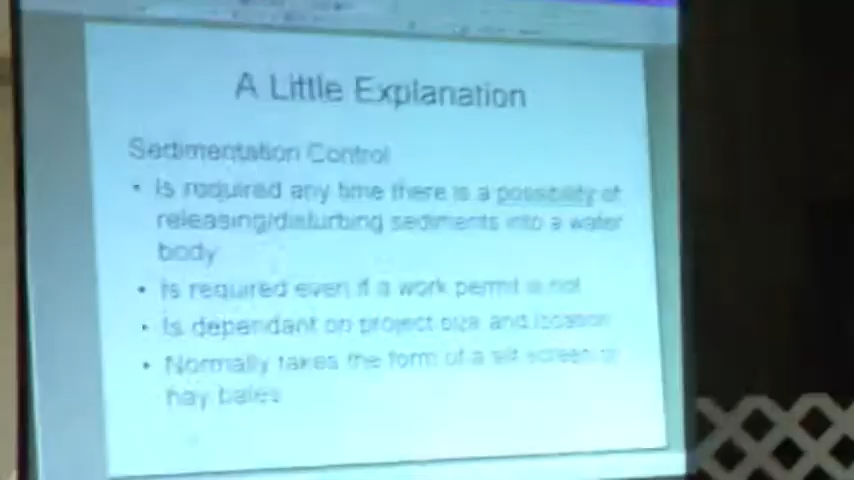 A Little Explanation
Sedimentation Control
• Is required any time there is a possibility of
releasing/disturbing sediments into a water
body
• Is required even if a work permit is not
• Is dependant on project size and location
• Normally takes the form of a silt screen or
hay bales